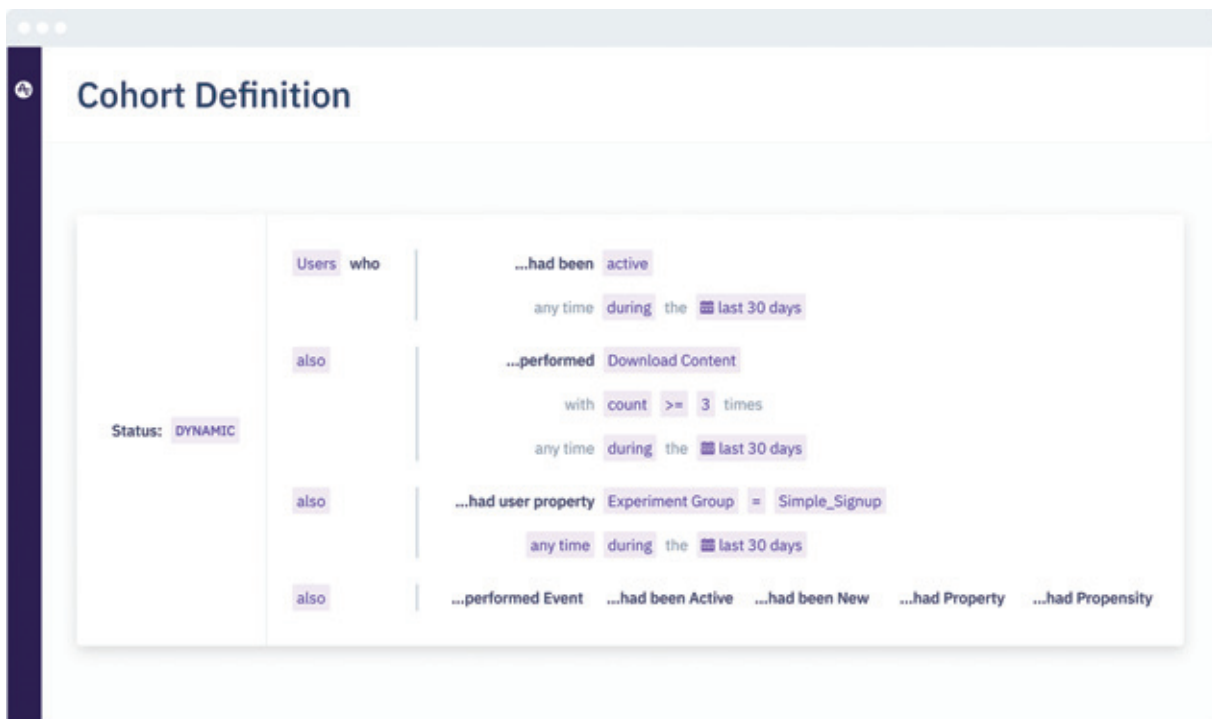 Cohort Definition
Users who ...had been active
any time during the last 30 days
also ...performed Download Content
with count >= 3 times
Status: DYNAMIC
any time during the last 30 days
also ...had user property Experiment Group = Simple_Signup
any time during the last 30 days
also ...performed Event ...had been Active ...had been New ...had Property ...had Propensity